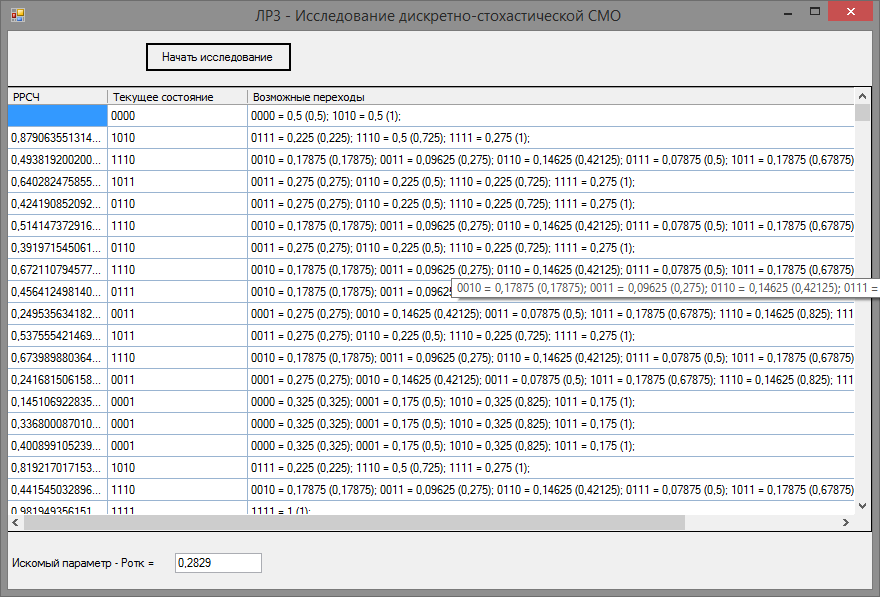 ЛР3 - Исследование дискретно-стохастической СМО
Начать исследование
РРСЧ Текущее состояние Возможные переходы
0000 0000 = 0,5 (0,5); 1010 = 0,5 (1);
0,879063551314... 1010 0111 = 0,225 (0,225); 1110 = 0,5 (0,725); 1111 = 0,275 (1);
0,493819200200... 1110 0010 = 0,17875 (0,17875); 0011 = 0,09625 (0,275); 0110 = 0,14625 (0,42125); 0111 = 0,07875 (0,5); 1011 = 0,17875 (0,67875)
0,640282475855... 1011 0011 = 0,275 (0,275); 0110 = 0,225 (0,5); 1110 = 0,225 (0,725); 1111 = 0,275 (1);
0,424190852092... 0110 0011 = 0,275 (0,275); 0110 = 0,225 (0,5); 1110 = 0,225 (0,725); 1111 = 0,275 (1);
0,514147372916... 1110 0010 = 0,17875 (0,17875); 0011 = 0,09625 (0,275); 0110 = 0,14625 (0,42125); 0111 = 0,07875 (0,5); 1011 = 0,17875 (0,67875)
0,391971545061... 0110 0011 = 0,275 (0,275); 0110 = 0,225 (0,5); 1110 = 0,225 (0,725); 1111 = 0,275 (1);
0,672110794577... 1110 0010 = 0,17875 (0,17875); 0011 = 0,09625 (0,275); 0110 = 0,14625 (0,42125); 0111 = 0,07875 (0,5); 1011 = 0,17875 (0,67875)
0,456412498140... 0111 0010 = 0,17875 (0,17875); 0011 = 0,09625
0010 = 0,17875 (0,17875); 0011 = 0,09625 (0,275); 0110 = 0,14625 (0,42125); 0111 =
0,249535634182... 0011 0001 = 0,275 (0,275); 0010 = 0,14625 (0,42125); 0011 = 0,07875 (0,5); 1011 = 0,17875 (0,67875); 1110 = 0,14625 (0,825); 111
0,537555421469... 1011 0011 = 0,275 (0,275); 0110 = 0,225 (0,5); 1110 = 0,225 (0,725); 1111 = 0,275 (1);
0,673989880364... 1110 0010 = 0,17875 (0,17875); 0011 = 0,09625 (0,275); 0110 = 0,14625 (0,42125); 0111 = 0,07875 (0,5); 1011 = 0,17875 (0,67875)
0,241681506158... 0011 0001 = 0,275 (0,275); 0010 = 0,14625 (0,42125); 0011 = 0,07875 (0,5); 1011 = 0,17875 (0,67875); 1110 = 0,14625 (0,825); 111
0,145106922835... 0001 0000 = 0,325 (0,325); 0001 = 0,175 (0,5); 1010 = 0,325 (0,825); 1011 = 0,175 (1);
0,336800087010... 0001 0000 = 0,325 (0,325); 0001 = 0,175 (0,5); 1010 = 0,325 (0,825); 1011 = 0,175 (1);
0,400899105239... 0001 0000 = 0,325 (0,325); 0001 = 0,175 (0,5); 1010 = 0,325 (0,825); 1011 = 0,175 (1);
0,819217017153... 1010 0111 = 0,225 (0,225); 1110 = 0,5 (0,725); 1111 = 0,275 (1);
0,441545032896... 1110 0010 = 0,17875 (0,17875); 0011 = 0,09625 (0,275); 0110 = 0,14625 (0,42125); 0111 = 0,07875 (0,5); 1011 = 0,17875 (0,67875)
0,981949356151... 1111 1111 = 1 (1);
Искомый параметр - Pотк = 0,2829